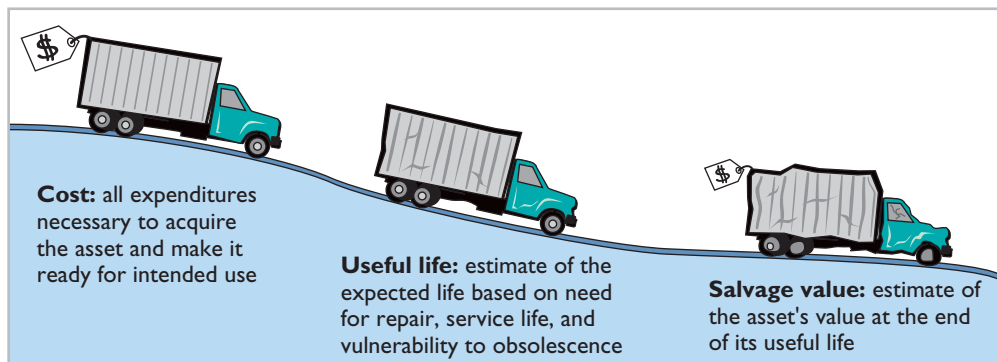 $
Cost: all expenditures
necessary to acquire
the asset and make it
ready for intended use
Useful life: estimate of the
expected life based on need
for repair, service life, and
vulnerability to obsolescence
$
Salvage value: estimate of
the asset's value at the end
of its useful life